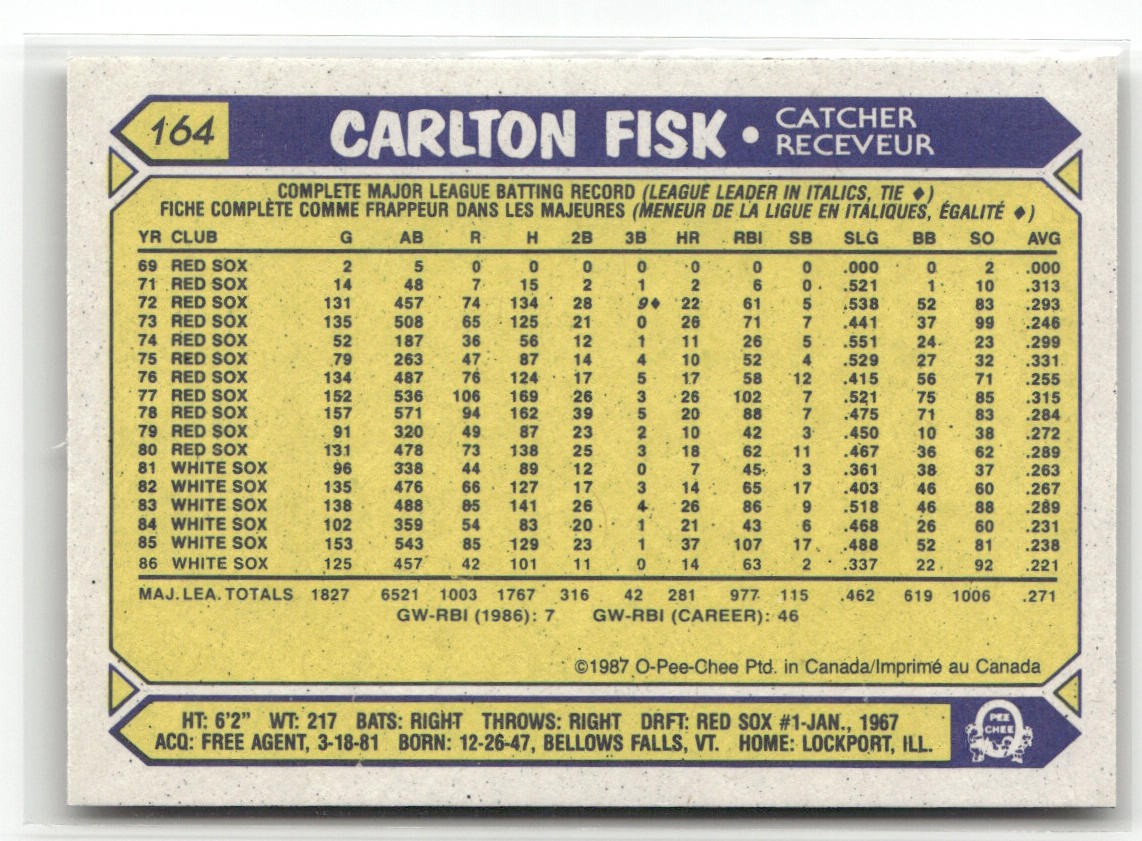 164
CARLTON FISK • CATCHER
RECEVEUR
COMPLETE MAJOR LEAGUE BATTING RECORD (LEAGUE LEADER IN ITALICS, TIE ♦)
FICHE COMPLÈTE COMME FRAPPEUR DANS LES MAJEURES (MENEUR DE LA LIGUE EN ITALIQUES, ÉGALITÉ ♦)
YR CLUB G AB R H 2B 3B HR RBI SB SLG BB SO AVG
69 RED SOX 2 5 0 0 0 0 0 0 0 .000 0 2 .000
71 RED SOX 14 48 7 15 2 1 2 6 0 .521 1 10 .313
72 RED SOX 131 457 74 134 28 9♦ 22 61 5 .538 52 83 .293
73 RED SOX 135 508 65 125 21 0 26 71 7 .441 37 99 .246
74 RED SOX 52 187 36 56 12 1 11 26 5 .551 24 23 .299
75 RED SOX 79 263 47 87 14 4 10 52 4 .529 27 32 .331
76 RED SOX 134 487 76 124 17 5 17 58 12 .415 56 71 .255
77 RED SOX 152 536 106 169 26 3 26 102 7 .521 75 85 .315
78 RED SOX 157 571 94 162 39 5 20 88 7 .475 71 83 .284
79 RED SOX 91 320 49 87 23 2 10 42 3 .450 10 38 .272
80 RED SOX 131 478 73 138 25 3 18 62 11 .467 36 62 .289
81 WHITE SOX 96 338 44 89 12 0 7 45 3 .361 38 37 .263
82 WHITE SOX 135 476 66 127 17 3 14 65 17 .403 46 60 .267
83 WHITE SOX 138 488 85 141 26 4 26 86 9 .518 46 88 .289
84 WHITE SOX 102 359 54 83 20 1 21 43 6 .468 26 60 .231
85 WHITE SOX 153 543 85 129 23 1 37 107 17 .488 52 81 .238
86 WHITE SOX 125 457 42 101 11 0 14 63 2 .337 22 92 .221
MAJ. LEA. TOTALS 1827 6521 1003 1767 316 42 281 977 115 .462 619 1006 .271
GW-RBI (1986): 7 GW-RBI (CAREER): 46
©1987 O-Pee-Chee Ptd. in Canada/Imprimé au Canada
HT: 6'2" WT: 217 BATS: RIGHT THROWS: RIGHT DRFT: RED SOX #1-JAN., 1967
ACQ: FREE AGENT, 3-18-81 BORN: 12-26-47, BELLOWS FALLS, VT. HOME: LOCKPORT, ILL.
O
PEE
CHEE